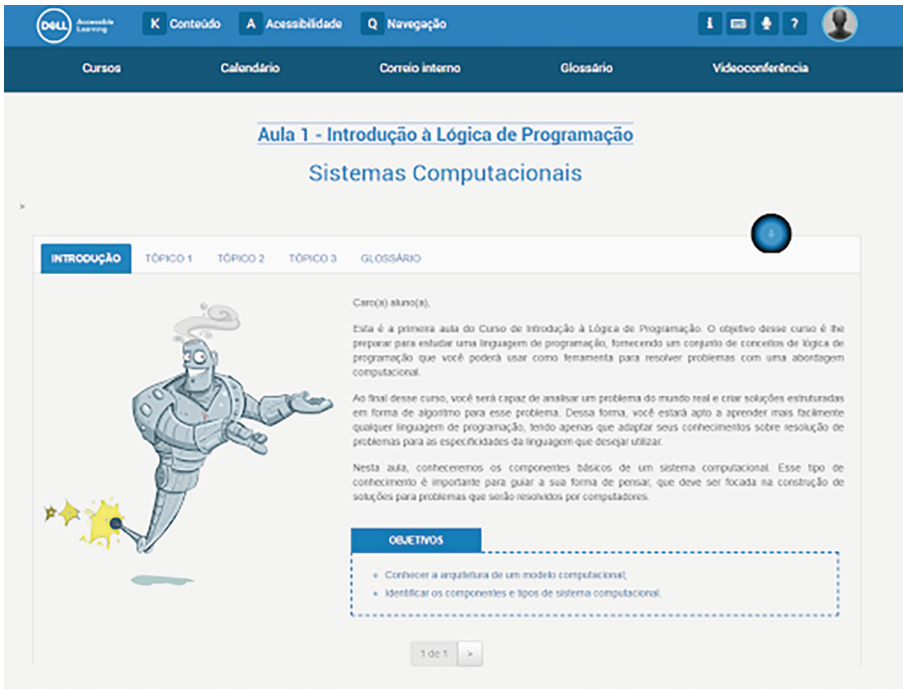 DELL Accessible Learning K Conteúdo A Acessibilidade Q Navegação i ?
Cursos Calendário Correio interno Glossário Videoconferência
Aula 1 - Introdução à Lógica de Programação
Sistemas Computacionais
>
INTRODUÇÃO TÓPICO 1 TÓPICO 2 TÓPICO 3 GLOSSÁRIO
Caro(a) aluno(a),
Esta é a primeira aula do Curso de Introdução à Lógica de Programação. O objetivo desse curso é lhe
preparar para estudar uma linguagem de programação, fornecendo um conjunto de conceitos de lógica de
programação que você poderá usar como ferramenta para resolver problemas com uma abordagem
computacional.
Ao final desse curso, você será capaz de analisar um problema do mundo real e criar soluções estruturadas
em forma de algoritmo para esse problema. Dessa forma, você estará apto a aprender mais facilmente
qualquer linguagem de programação, tendo apenas que adaptar seus conhecimentos sobre resolução de
problemas para as especificidades da linguagem que desejar utilizar.
Nesta aula, conheceremos os componentes básicos de um sistema computacional. Esse tipo de
conhecimento é importante para guiar a sua forma de pensar, que deve ser focada na construção de
soluções para problemas que serão resolvidos por computadores.
OBJETIVOS
Conhecer a arquitetura de um modelo computacional;
Identificar os componentes e tipos de sistema computacional.
1 de 1 >